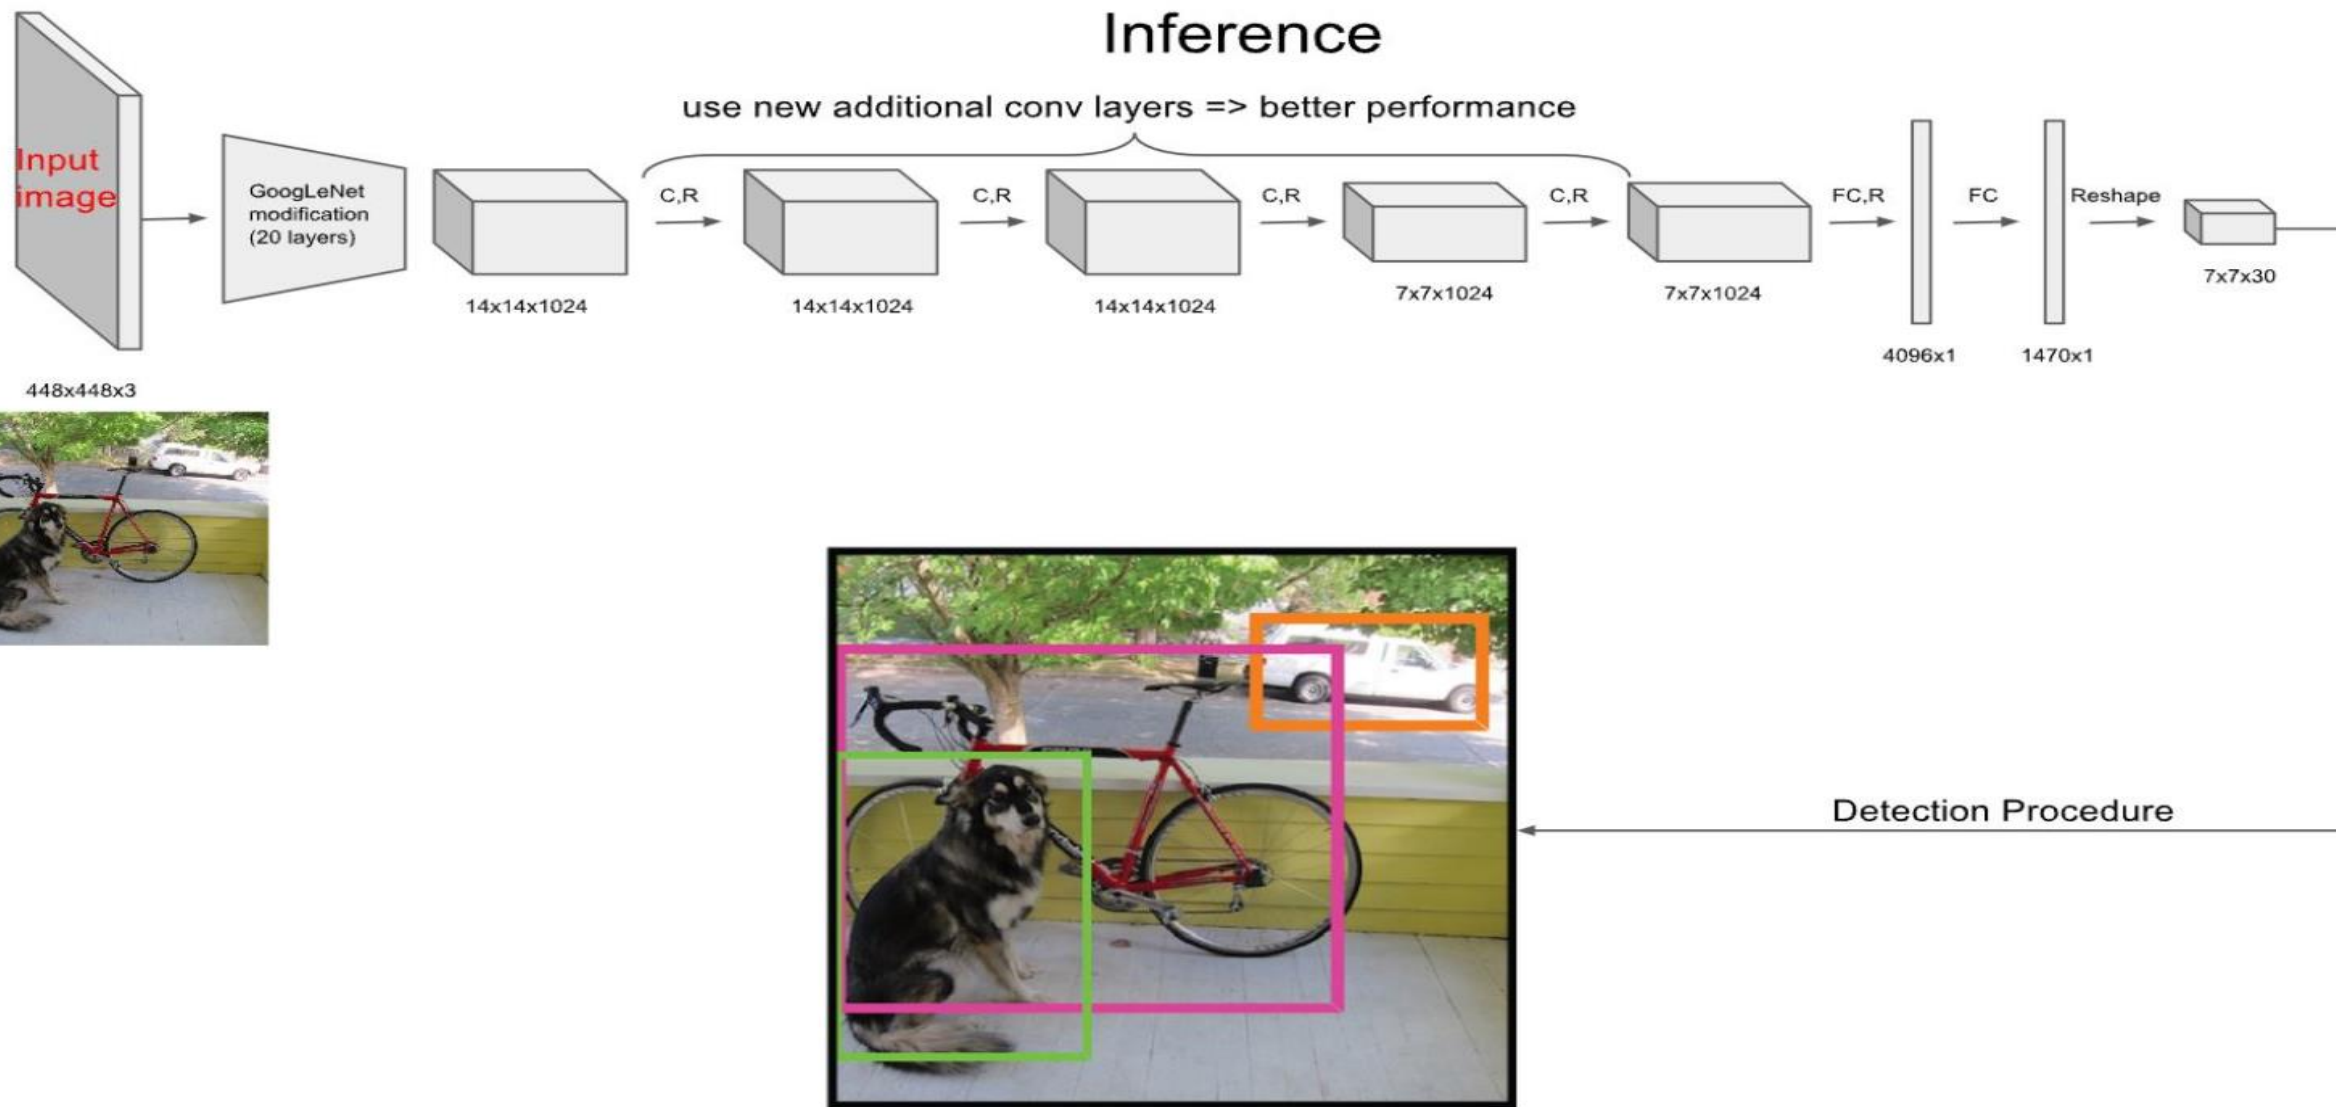 Inference
use new additional conv layers => better performance
Input
image
GoogLeNet
modification
(20 layers)
C,R
C,R
C,R
C,R
FC,R
FC
Reshape
14x14x1024
14x14x1024
14x14x1024
7x7x1024
7x7x1024
7x7x30
4096x1
1470x1
448x448x3
Detection Procedure